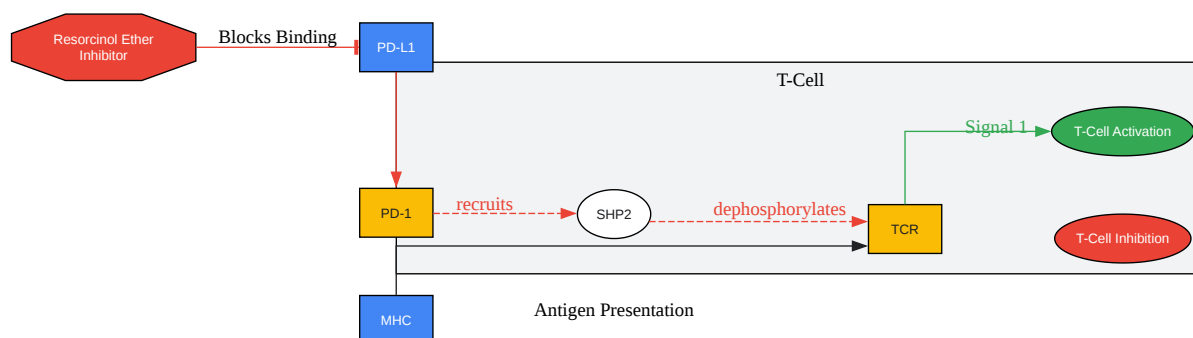 Resorcinol Ether
Inhibitor
Blocks Binding
PD-L1
T-Cell
Signal 1
T-Cell Activation
PD-1
recruits
SHP2
dephosphorylates
TCR
T-Cell Inhibition
MHC
Antigen Presentation